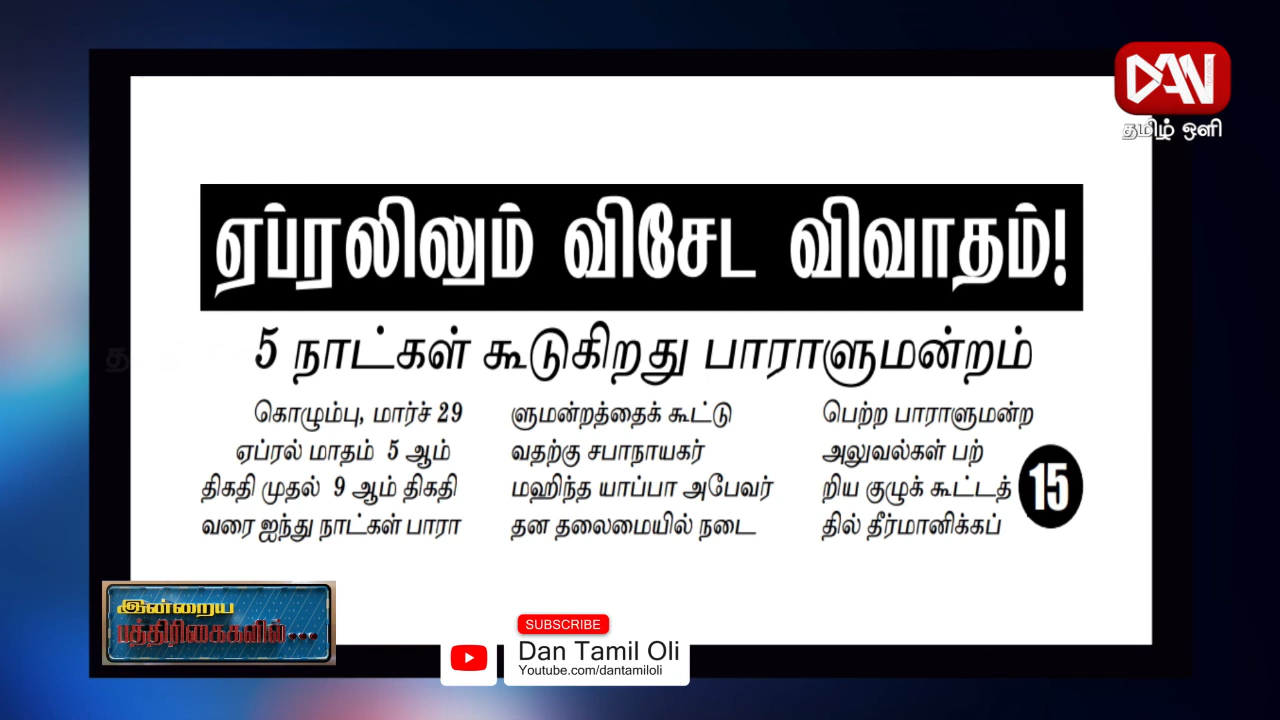 DAN
தமிழ் ஒளி
ஏப்ரலிலும் விசேட விவாதம்!
5 நாட்கள் கூடுகிறது பாராளுமன்றம்
கொழும்பு, மார்ச் 29
ஏப்ரல் மாதம் 5 ஆம்
திகதி முதல் 9 ஆம் திகதி
வரை ஐந்து நாட்கள் பாரா
ளுமன்றத்தைக் கூட்டு
வதற்கு சபாநாயகர்
மஹிந்த யாப்பா அபேவர்
தன தலைமையில் நடை
பெற்ற பாராளுமன்ற
அலுவல்கள் பற்
றிய குழுக் கூட்டத்
தில் தீர்மானிக்கப்
15
இன்றைய
பத்திரிகைகளில்...
SUBSCRIBE
Dan Tamil Oli
Youtube.com/dantamiloli